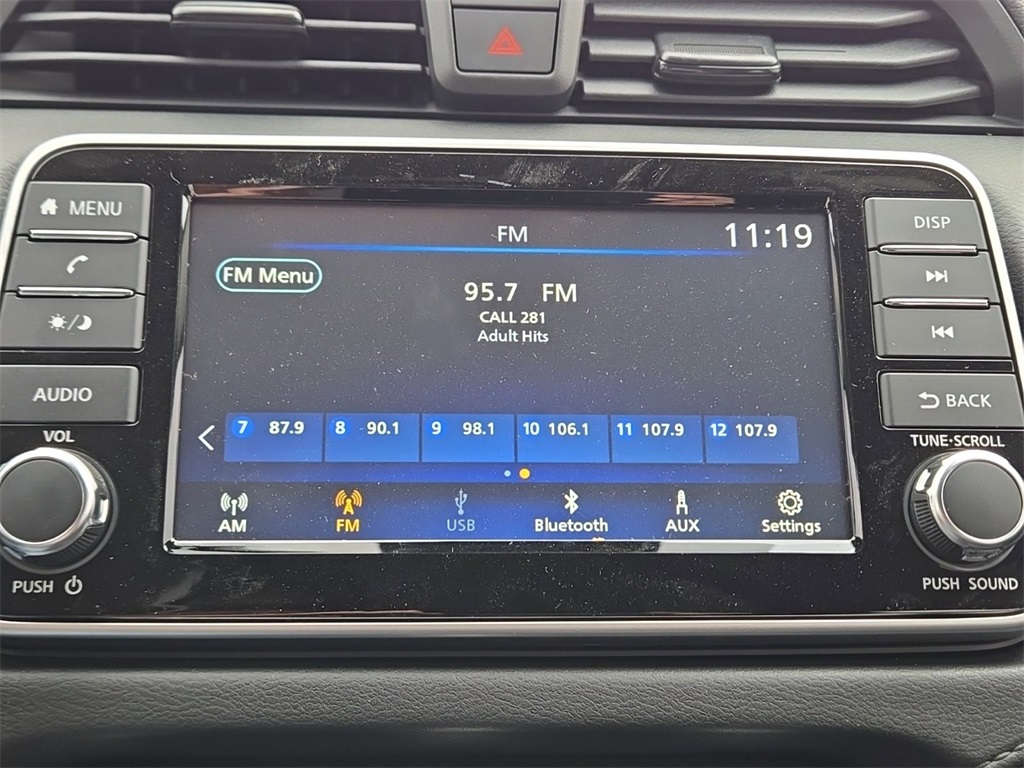 MENU
AUDIO
VOL
PUSH
FM
11:19
FM Menu
95.7 FM
CALL 281
Adult Hits
7 87.9 8 90.1 9 98.1 10 106.1 11 107.9 12 107.9
AM FM USB Bluetooth AUX Settings
DISP
BACK
TUNE·SCROLL
PUSH SOUND